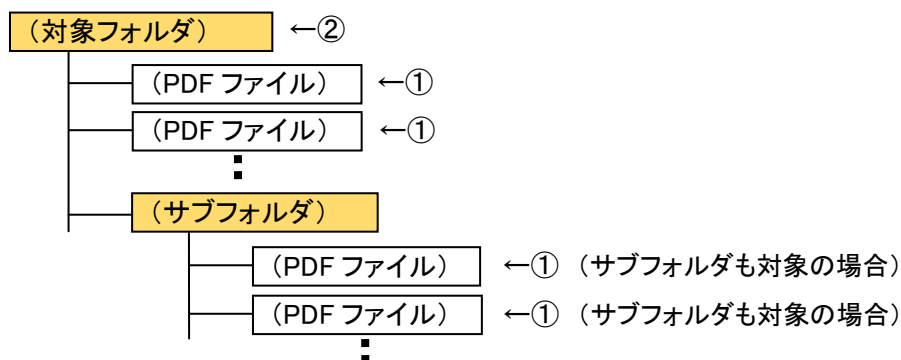 （対象フォルダ） ←②
（PDF ファイル） ←①
（PDF ファイル） ←①
（サブフォルダ）
（PDF ファイル） ←①（サブフォルダも対象の場合）
（PDF ファイル） ←①（サブフォルダも対象の場合）